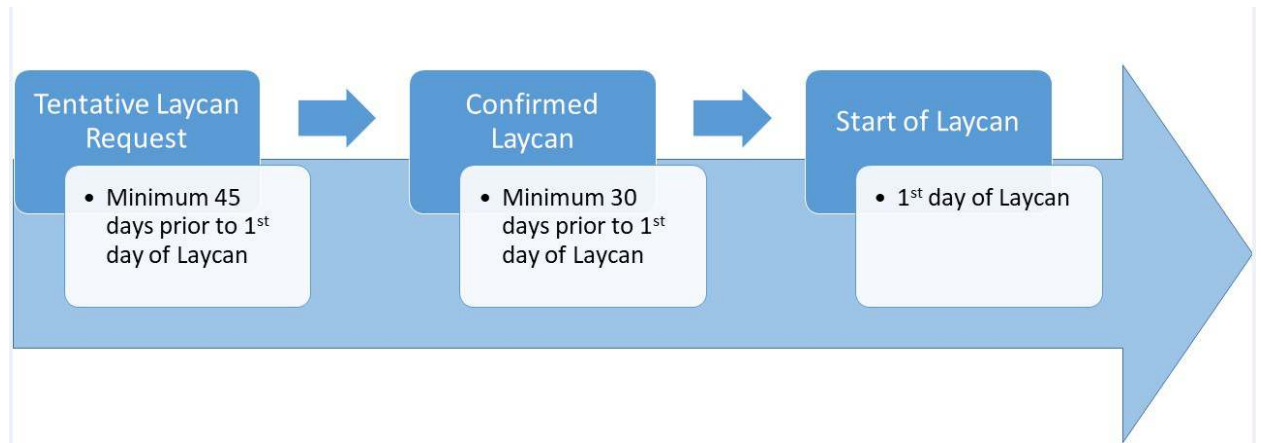 Tentative Laycan
Request
• Minimum 45
days prior to 1st
day of Laycan
Confirmed
Laycan
• Minimum 30
days prior to 1st
day of Laycan
Start of Laycan
• 1st day of Laycan